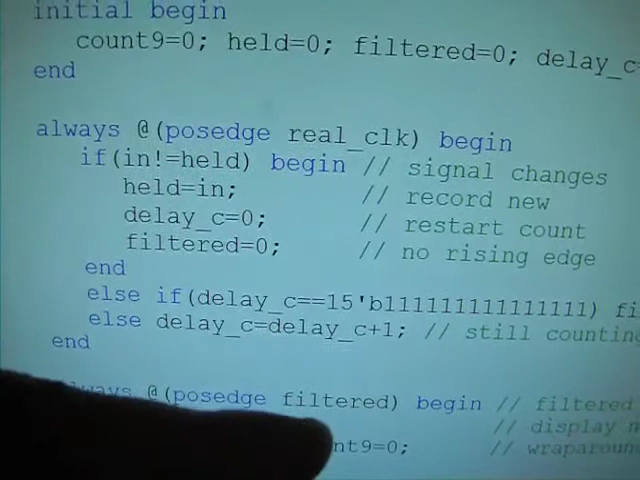 initial begin
count9=0; held=0; filtered=0; delay_c=
end
always @(posedge real_clk) begin
if(in!=held) begin // signal changes
held=in; // record new
delay_c=0; // restart count
filtered=0; // no rising edge
end
else if(delay_c==15'b111111111111111) fi
else delay_c=delay_c+1; // still counting
end
always @(posedge filtered) begin // filtered
// display n
nt9=0; // wraparoun